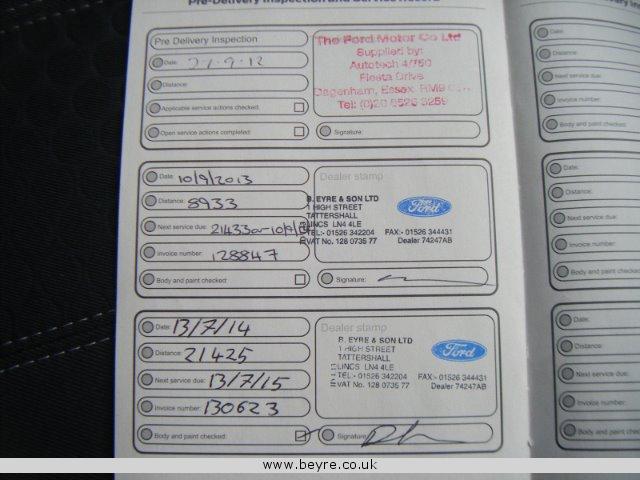 Pre-Delivery Inspection and Service Record
Pre Delivery Inspection
Date:
Distance:
Applicable service actions checked:
Open service actions completed:
The Ford Motor Co Ltd
Supplied by:
Autotech 4/750
Fiesta Drive
Dagenham, Essex. RM9
Tel: (0)20 8526 3259
Signature:
Date: 10/9/2013
Distance: 8933
Next service due: 21433 or
Invoice number: 128847
Body and paint checked:
Dealer stamp
B. EYRE & SON LTD
1 HIGH STREET
TATTERSHALL
LINCS LN4 4LE
TEL:- 01526 342204 FAX:- 01526 344431
VAT No. 128 0735 77 Dealer 74247AB
Ford
Signature:
Date: 13/7/14
Distance: 21425
Next service due: 13/7/15
Invoice number: 130623
Body and paint checked:
Dealer stamp
B. EYRE & SON LTD
1 HIGH STREET
TATTERSHALL
LINCS LN4 4LE
TEL:- 01526 342204 FAX:- 01526 344431
VAT No. 128 0735 77 Dealer 74247AB
Ford
Signature:
Date:
Distance:
Next service due:
Invoice number:
Body and paint checked:
Date:
Distance:
Next service due:
Invoice number:
Body and paint checked:
Date:
Distance:
Next service due:
Invoice number:
Body and paint checked:
www.beyre.co.uk